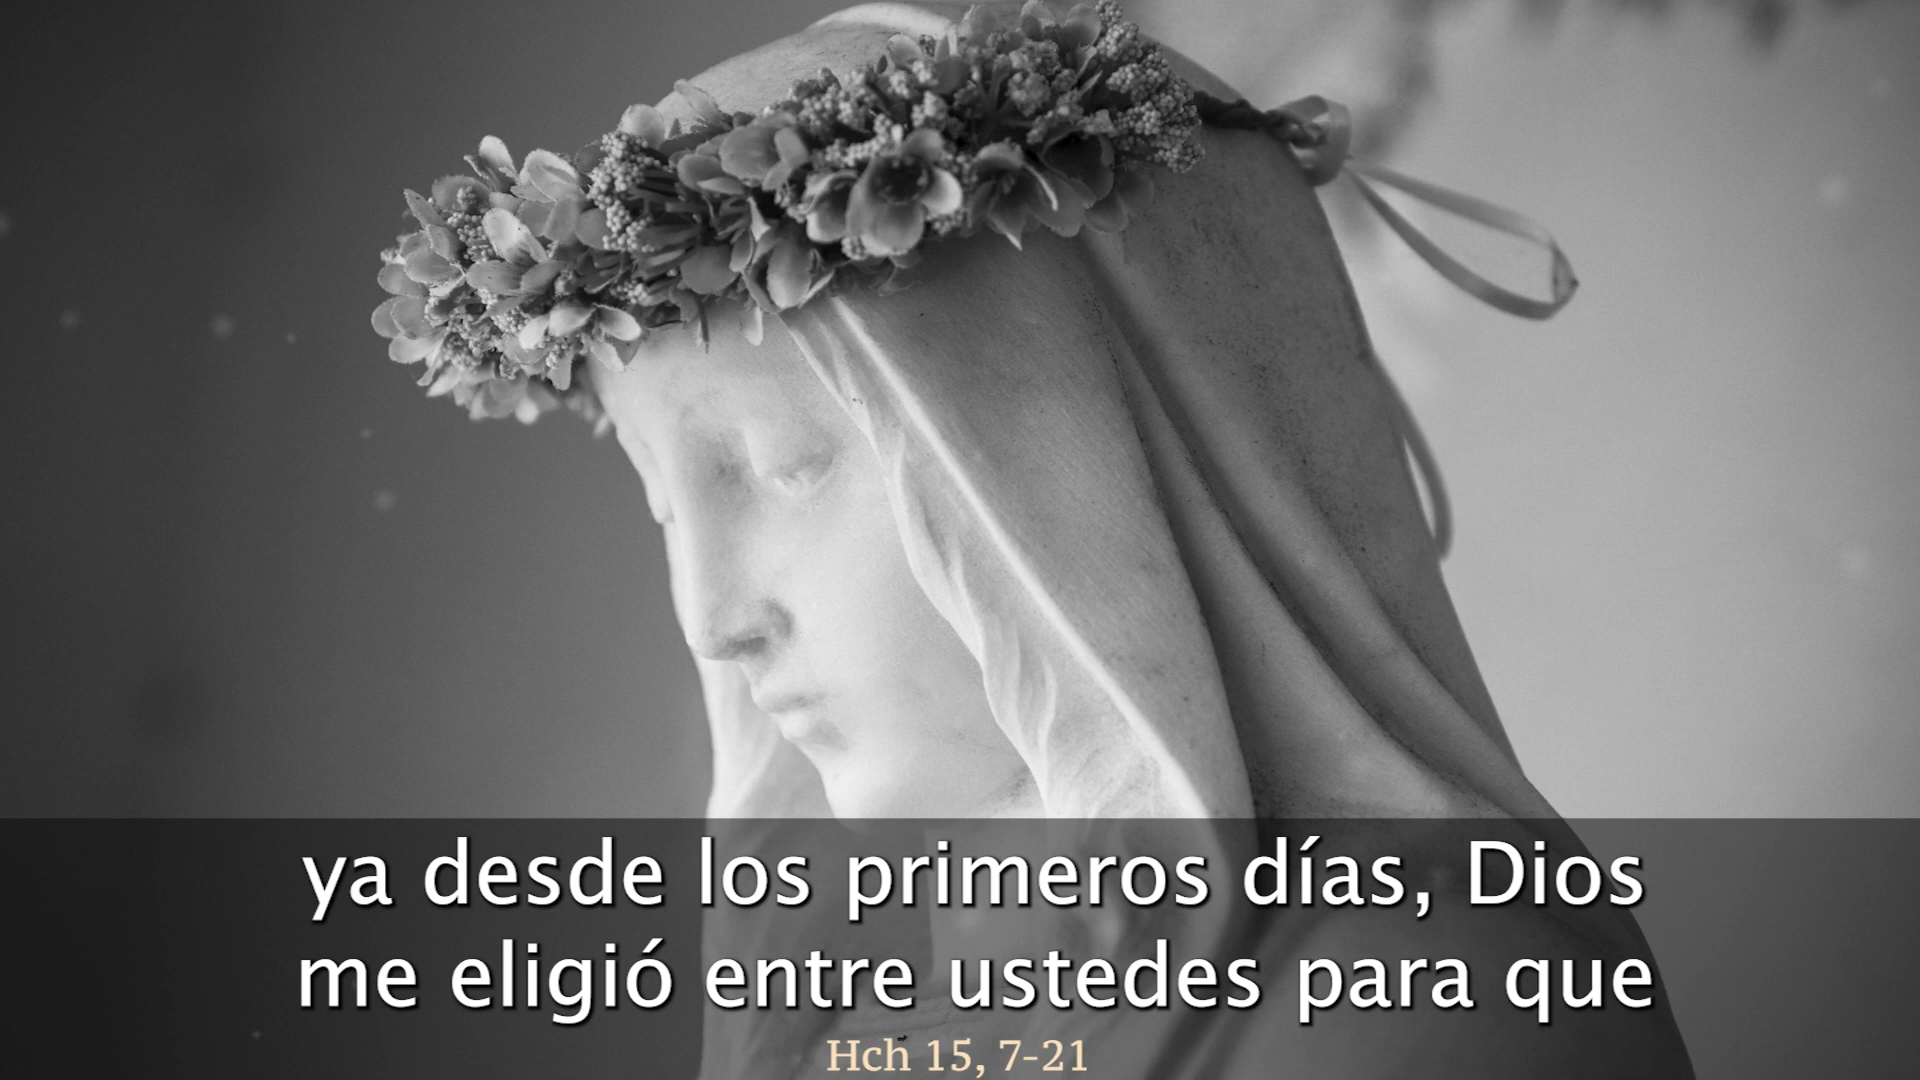 ya desde los primeros días, Dios
me eligió entre ustedes para que
Hch 15, 7-21